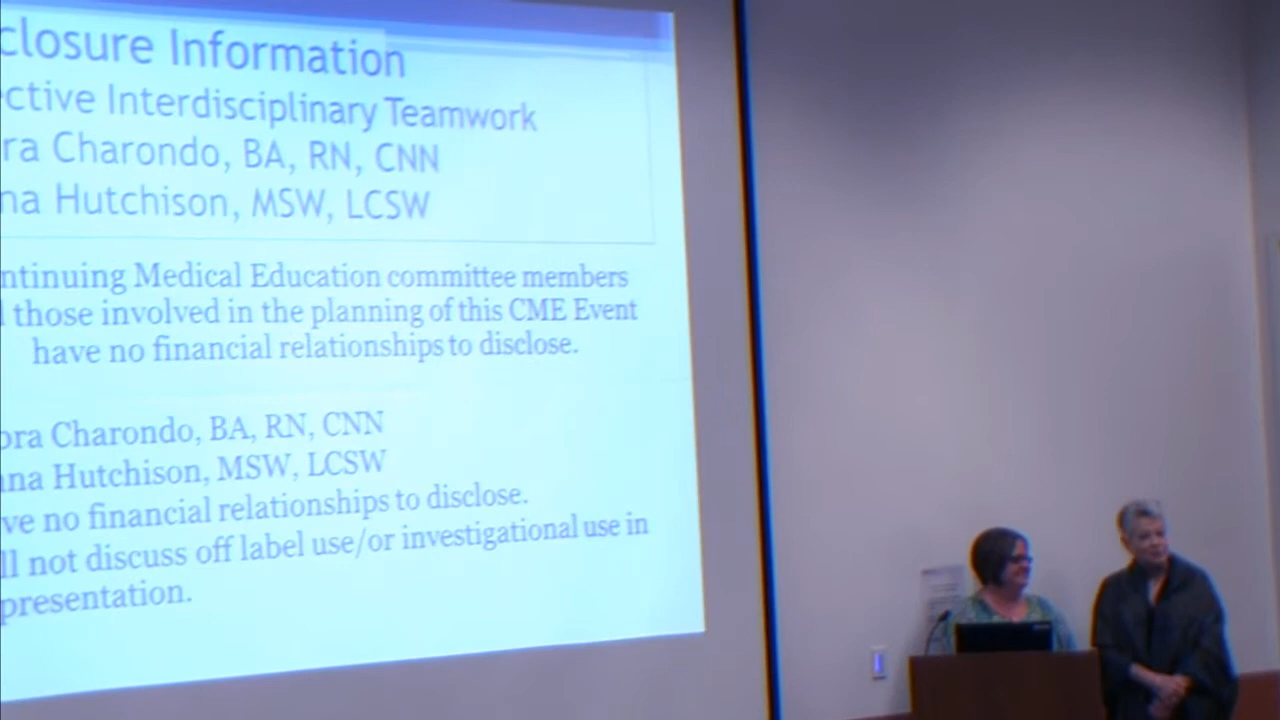 closure Information
ective Interdisciplinary Teamwork
ra Charondo, BA, RN, CNN
na Hutchison, MSW, LCSW
ntinuing Medical Education committee members
those involved in the planning of this CME Event
have no financial relationships to disclose.
ora Charondo, BA, RN, CNN
na Hutchison, MSW, LCSW
ve no financial relationships to disclose.
ll not discuss off label use/or investigational use in
presentation.